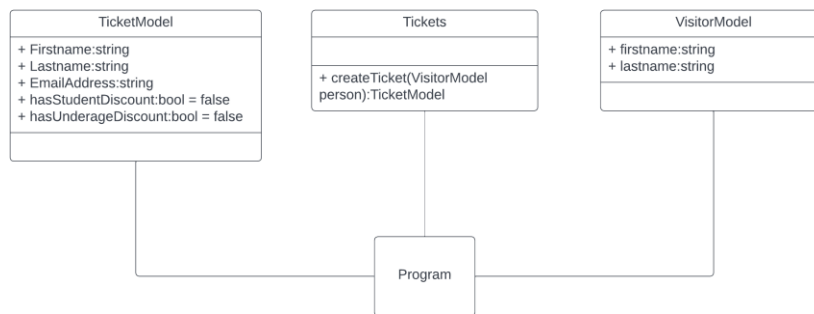 TicketModel
+ Firstname:string
+ Lastname:string
+ EmailAddress:string
+ hasStudentDiscount:bool = false
+ hasUnderageDiscount:bool = false
Tickets
+ createTicket(VisitorModel
person):TicketModel
VisitorModel
+ firstname:string
+ lastname:string
Program